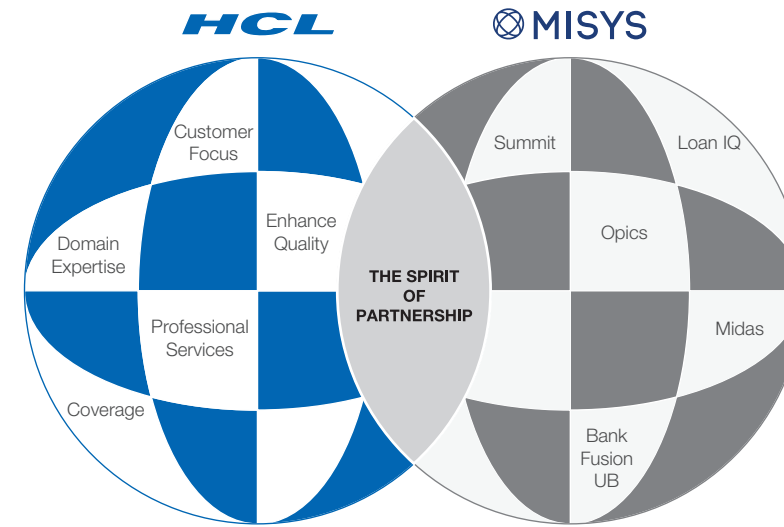 HCL
MISYS
Customer
Focus
Summit
Loan IQ
Enhance
Quality
Opics
Domain
Expertise
THE SPIRIT
OF
PARTNERSHIP
Professional
Services
Midas
Coverage
Bank
Fusion
UB